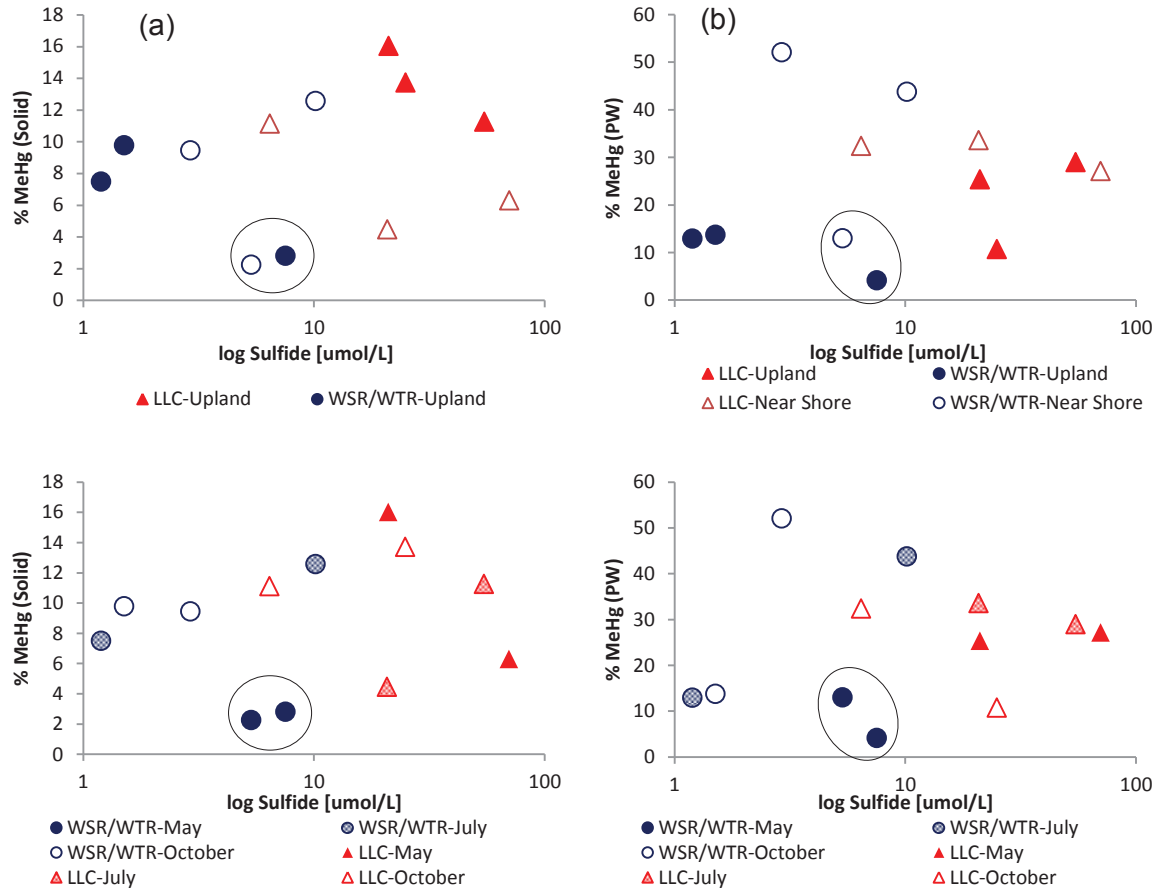 (a)
18
16
14
12
10
8
6
4
2
0
% MeHg (Solid)
1 10 100
log Sulfide [umol/L]
LLC-Upland WSR/WTR-Upland
(b)
60
50
40
30
20
10
0
% MeHg (PW)
1 10 100
log Sulfide [umol/L]
LLC-Upland WSR/WTR-Upland
LLC-Near Shore WSR/WTR-Near Shore
18
16
14
12
10
8
6
4
2
0
% MeHg (Solid)
1 10 100
log Sulfide [umol/L]
WSR/WTR-May WSR/WTR-July
WSR/WTR-October LLC-May
LLC-July LLC-October
60
50
40
30
20
10
0
% MeHg (PW)
1 10 100
log Sulfide [umol/L]
WSR/WTR-May WSR/WTR-July
WSR/WTR-October LLC-May
LLC-July LLC-October